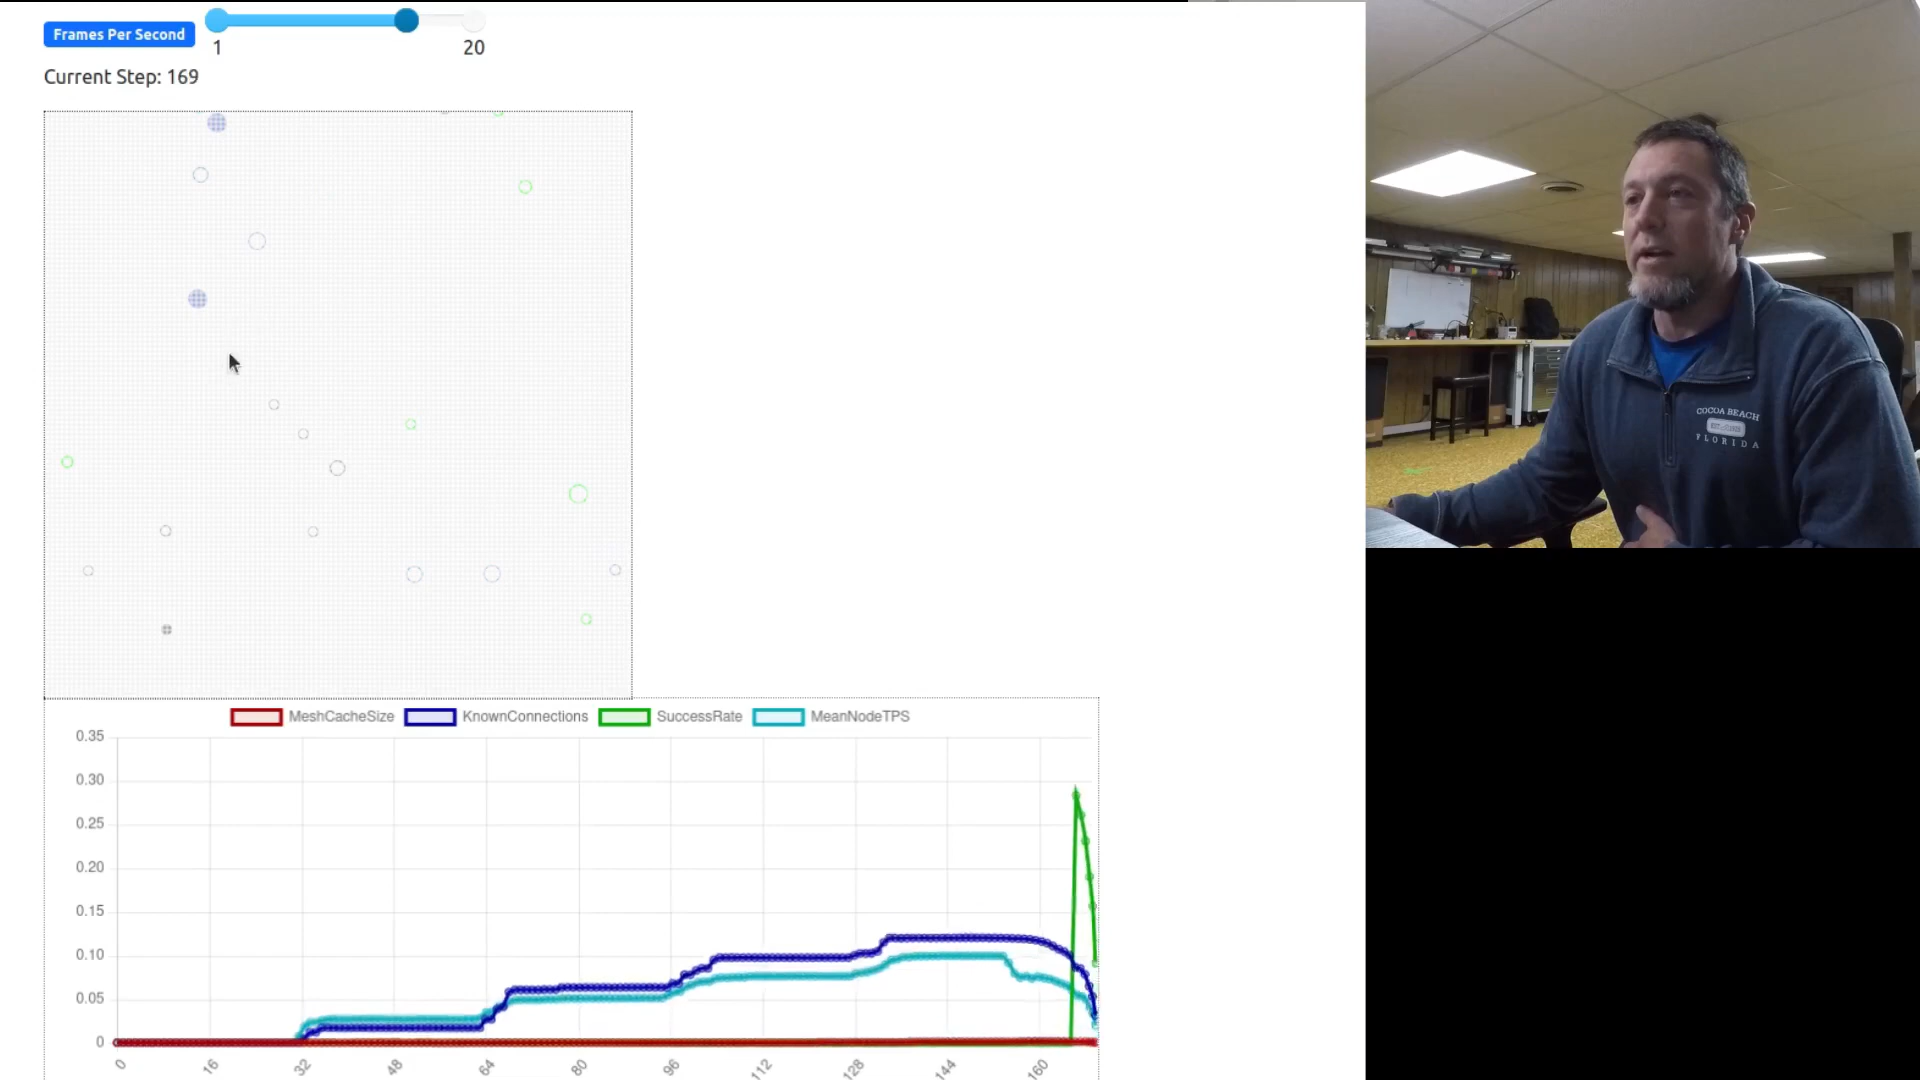 Frames Per Second
1
20
Current Step: 169
MeshCacheSize
KnownConnections
SuccessRate
MeanNodeTPS
0.35
0.30
0.25
0.20
0.15
0.10
0.05
0
0
16
32
48
64
80
96
112
128
144
160
COCOA BEACH
FLORIDA